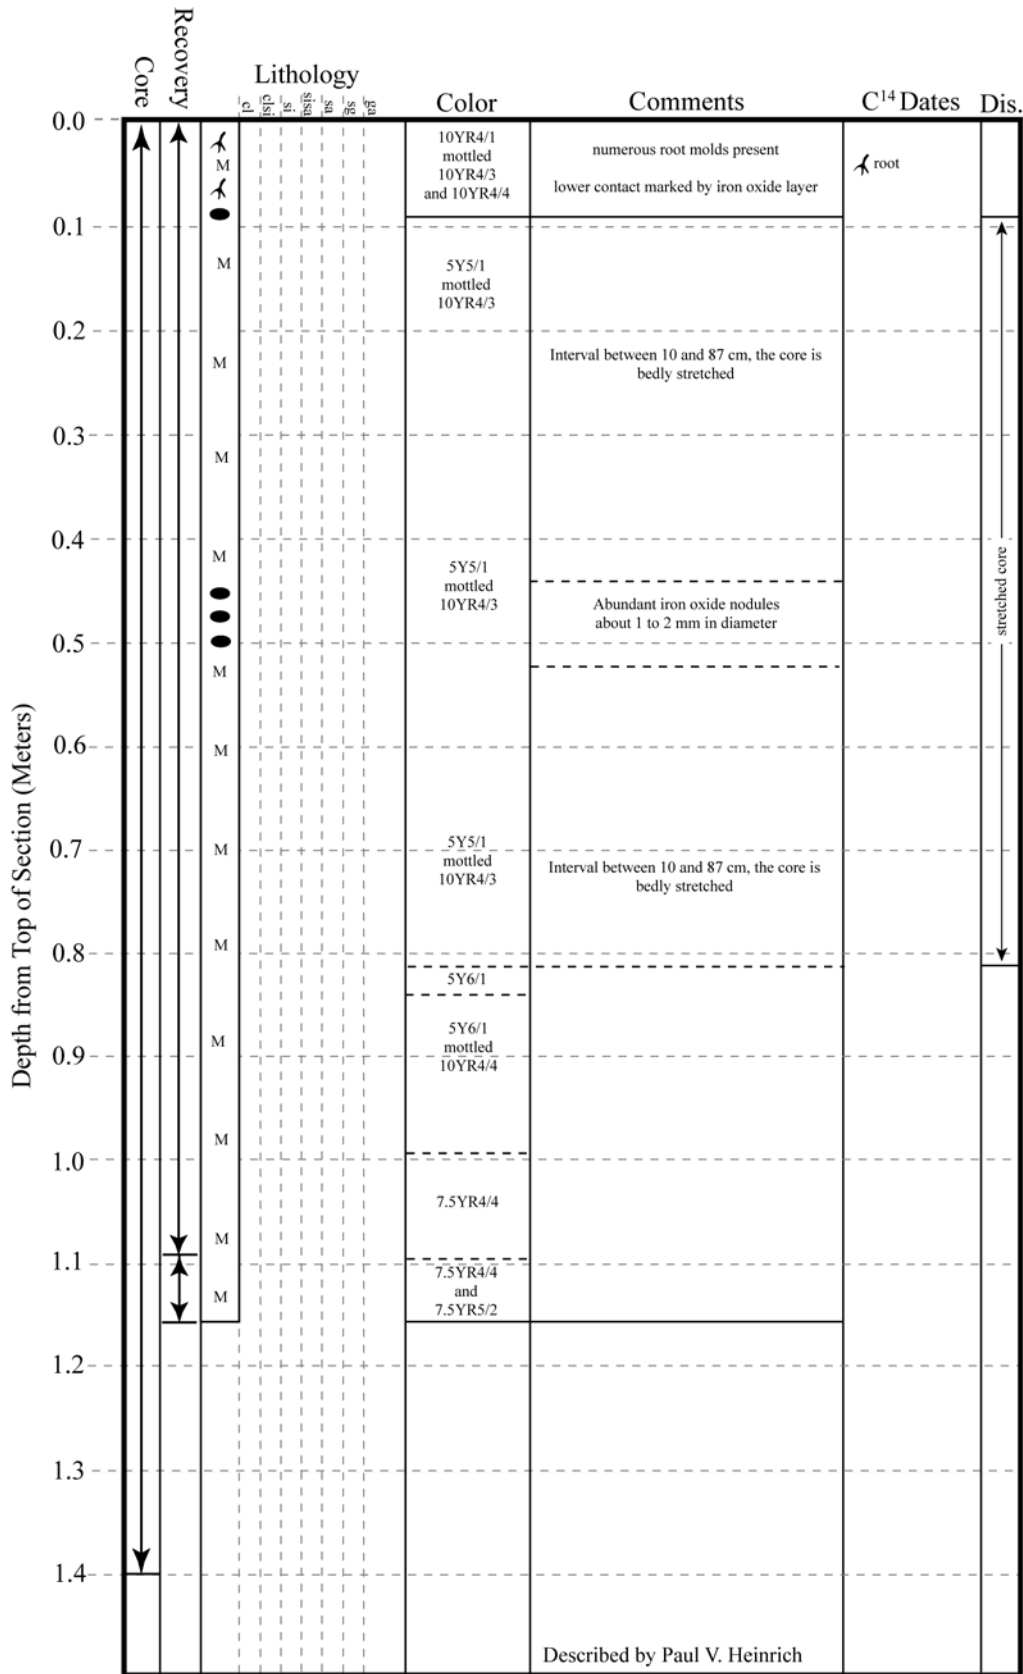 Core
Recovery
Lithology
cl
clsi
si
sisa
sa
sg
ga
Color
Comments
C¹⁴ Dates
Dis.
Depth from Top of Section (Meters)
0.0
10YR4/1
mottled
10YR4/3
and 10YR4/4
numerous root molds present
lower contact marked by iron oxide layer
root
M
0.1
M
5Y5/1
mottled
10YR4/3
0.2
M
Interval between 10 and 87 cm, the core is
bedly stretched
0.3
M
0.4
M
5Y5/1
mottled
10YR4/3
Abundant iron oxide nodules
about 1 to 2 mm in diameter
stretched core
0.5
M
0.6
M
0.7
M
5Y5/1
mottled
10YR4/3
Interval between 10 and 87 cm, the core is
bedly stretched
M
0.8
5Y6/1
5Y6/1
mottled
10YR4/4
M
0.9
M
1.0
7.5YR4/4
M
1.1
7.5YR4/4
and
7.5YR5/2
M
1.2
1.3
1.4
Described by Paul V. Heinrich